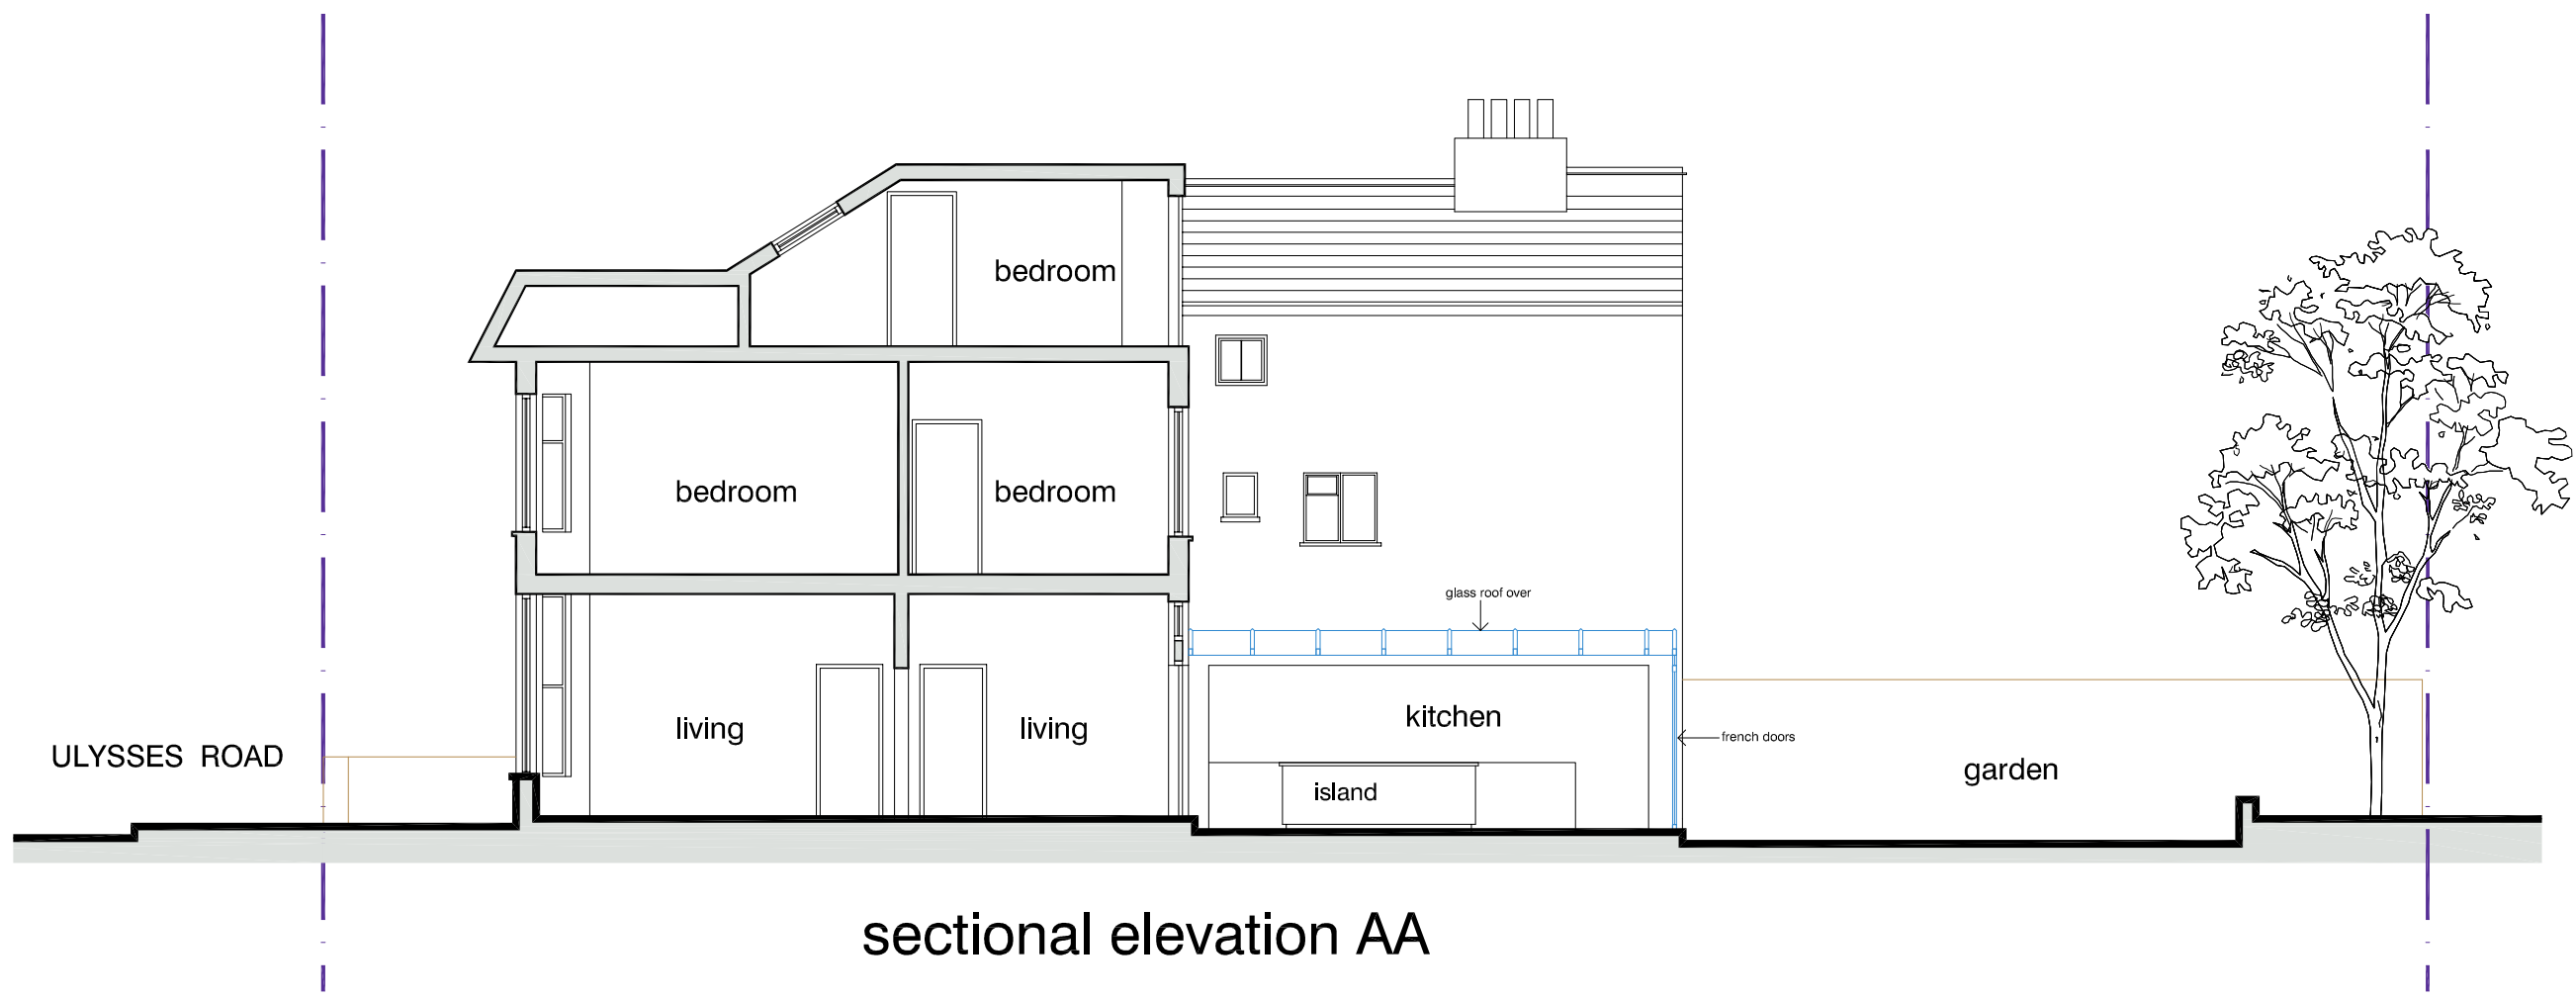 bedroom
bedroom
bedroom
glass roof over
living
living
kitchen
french doors
ULYSSES ROAD
island
garden
sectional elevation AA